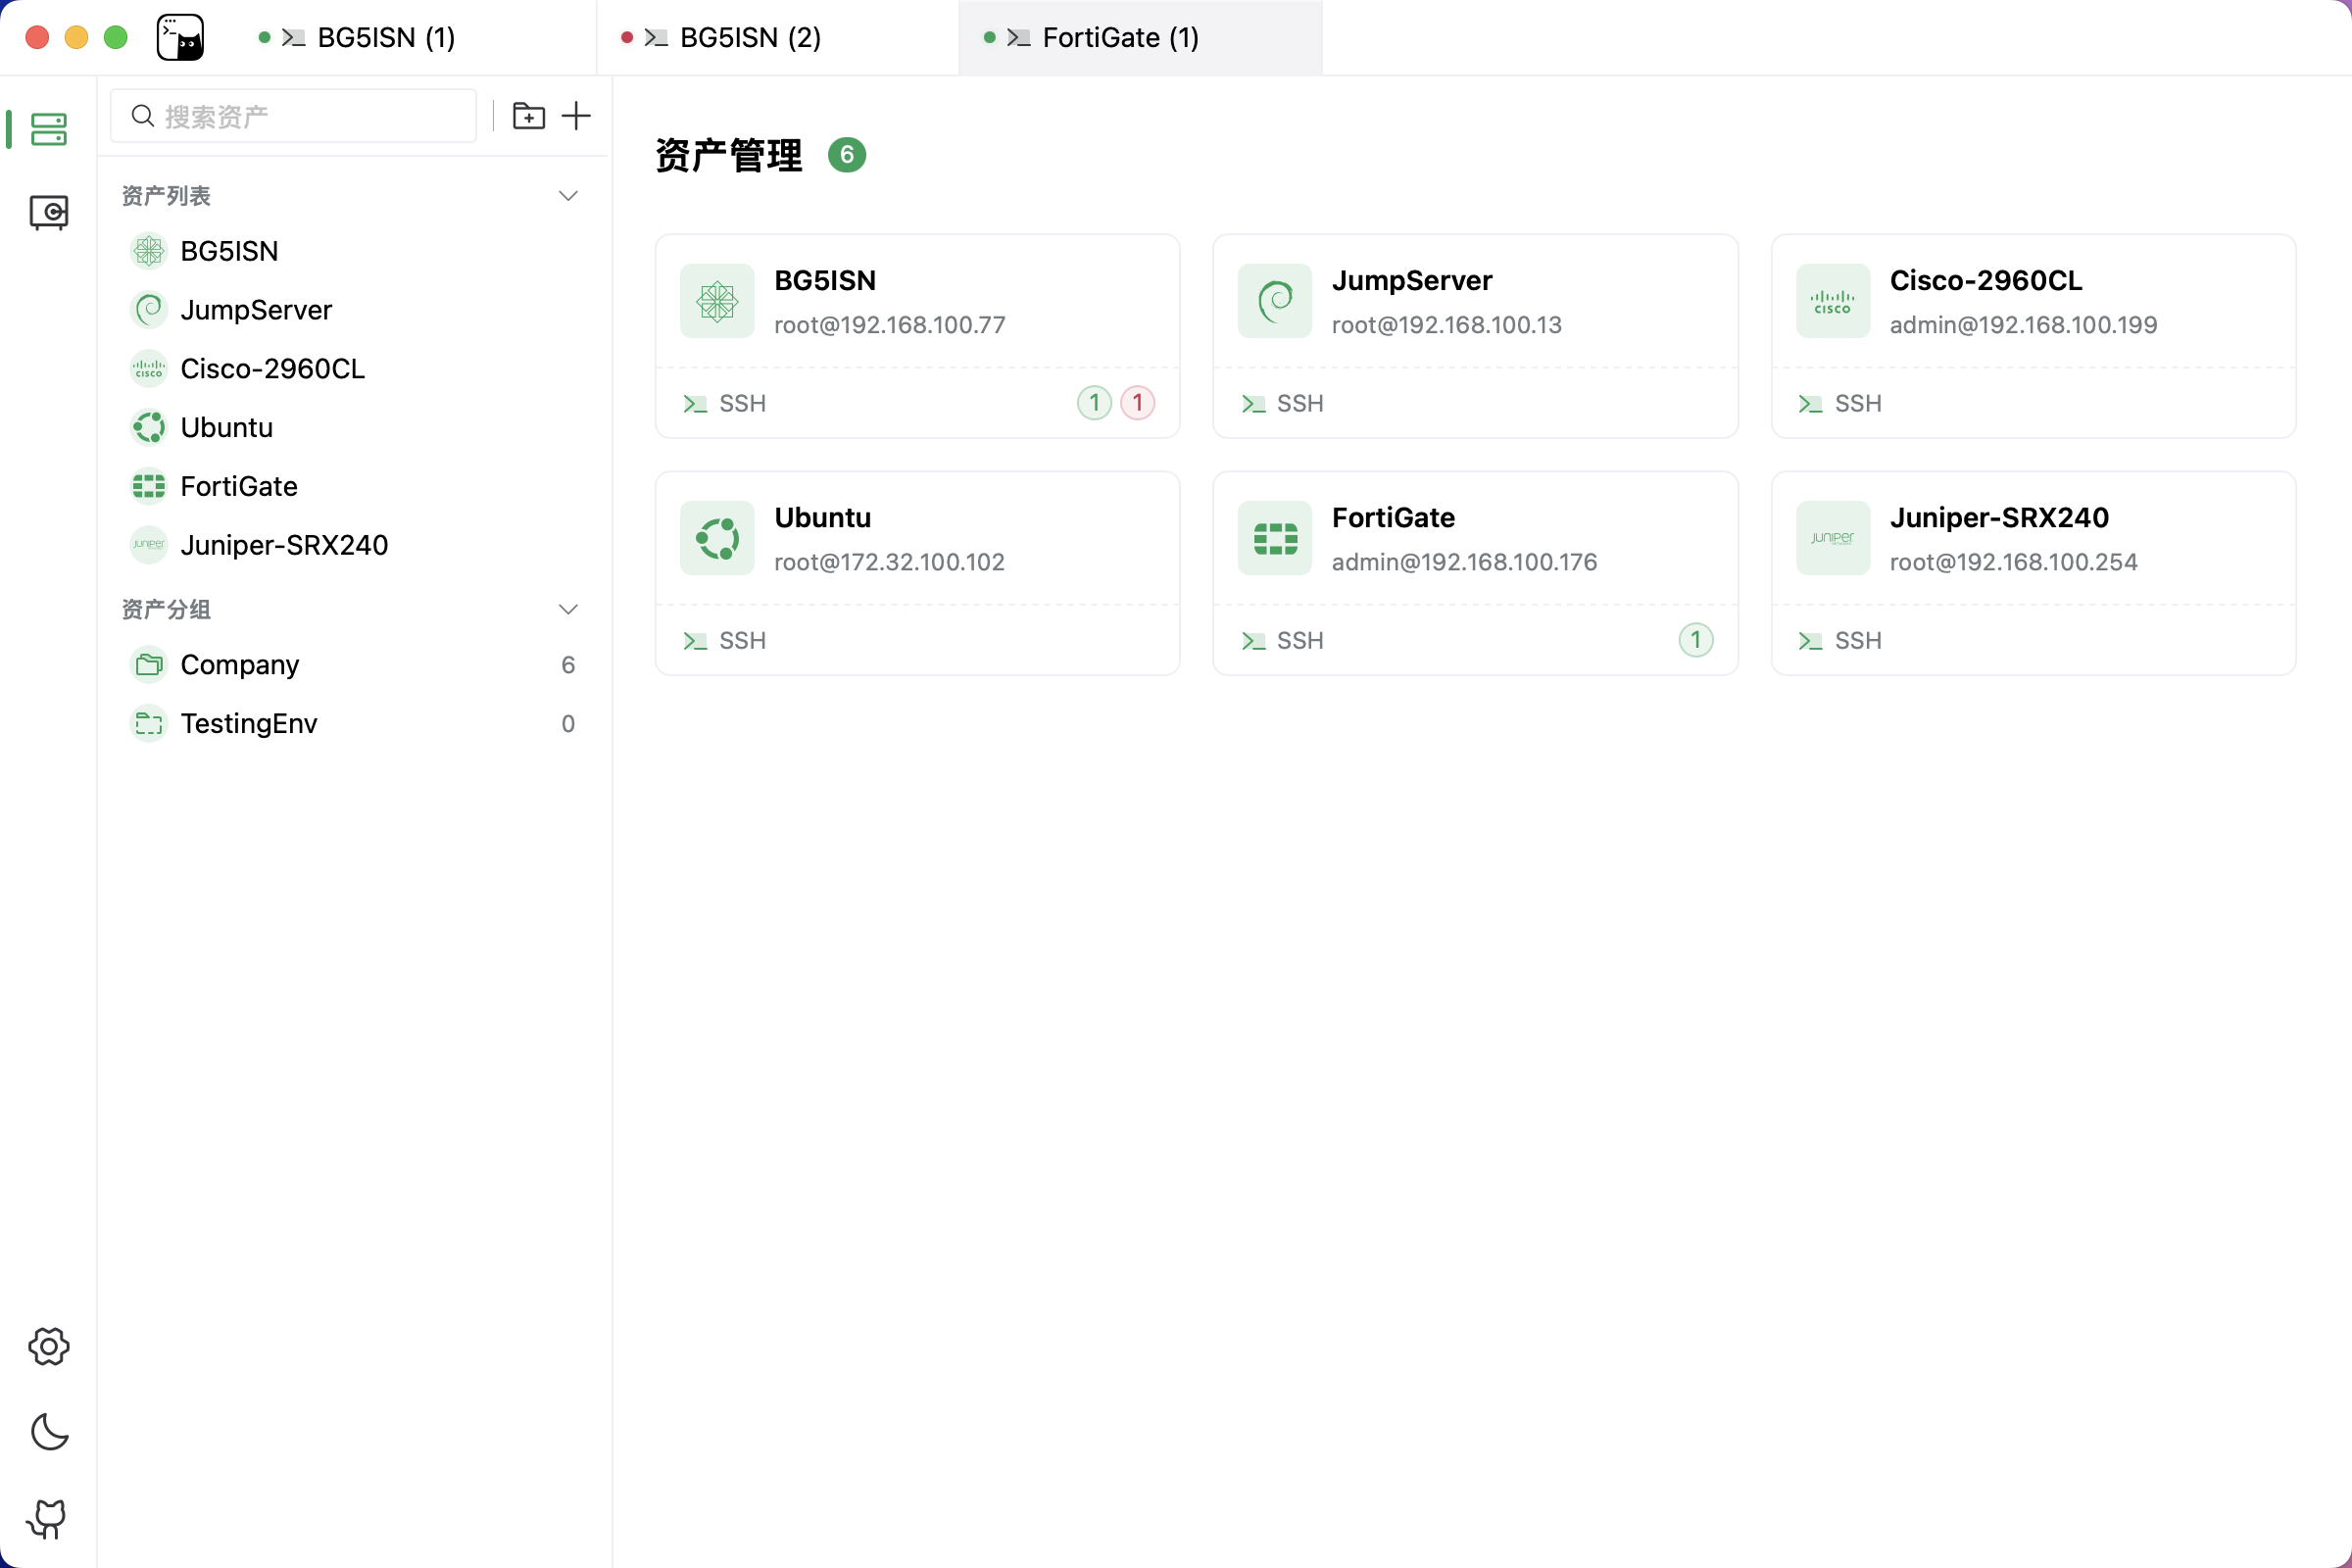 BG5ISN (1)
BG5ISN (2)
FortiGate (1)
搜索资产
资产列表
BG5ISN
JumpServer
CISCO
Cisco-2960CL
Ubuntu
FortiGate
JUNIPER
Juniper-SRX240
资产分组
Company 6
TestingEnv 0
资产管理 6
BG5ISN
root@192.168.100.77
SSH 1 1
JumpServer
root@192.168.100.13
SSH
CISCO
Cisco-2960CL
admin@192.168.100.199
SSH
Ubuntu
root@172.32.100.102
SSH
FortiGate
admin@192.168.100.176
SSH 1
JUNIPER
Juniper-SRX240
root@192.168.100.254
SSH